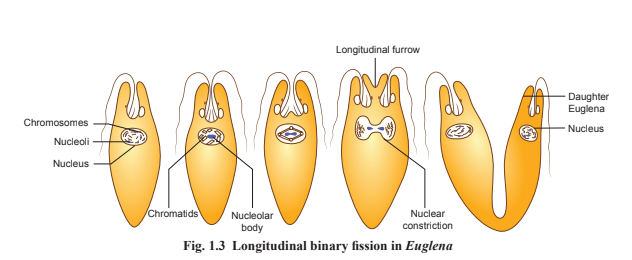 Longitudinal furrow
Chromosomes
Nucleoli
Nucleus
Daughter
Euglena
Nucleus
Chromatids
Nucleolar
body
Nuclear
constriction
Fig. 1.3 Longitudinal binary fission in Euglena